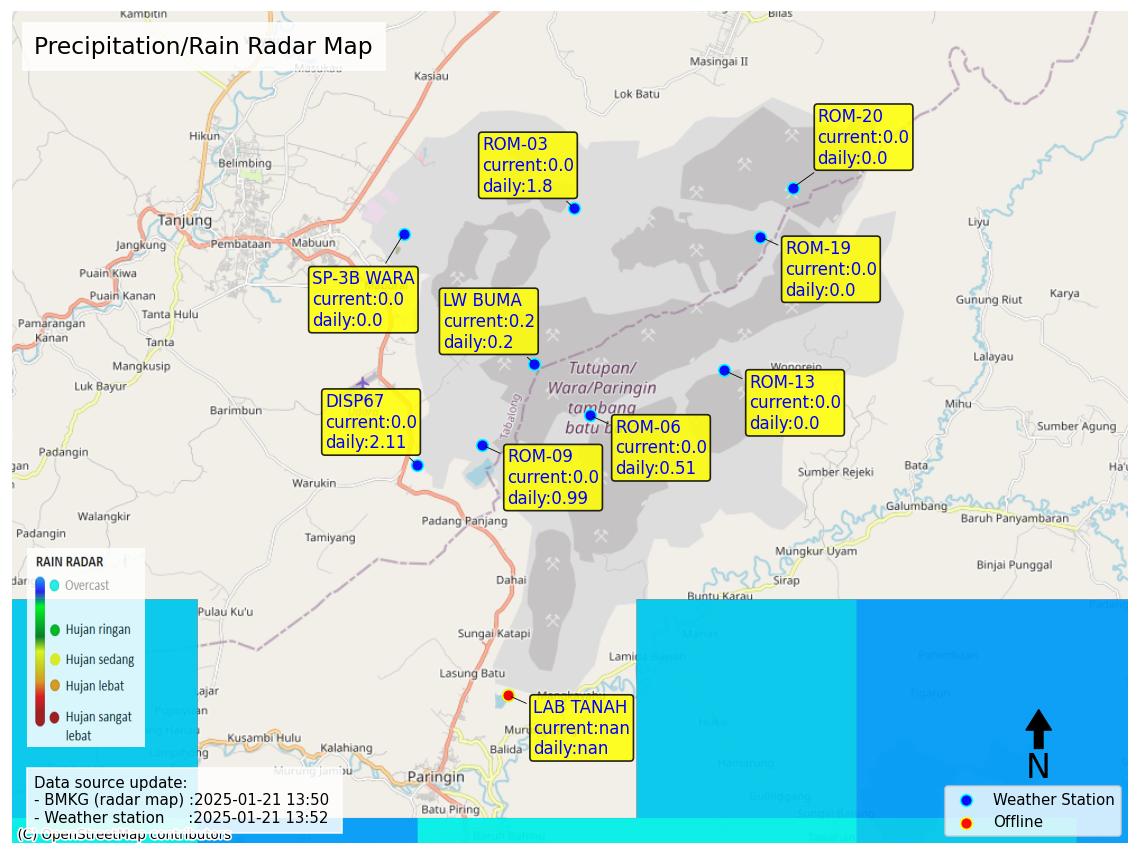 Kambitin
Bilas
Precipitation/Rain Radar Map
Masukau
Kasiau
Masingai II
Lok Batu
Hikun
Belimbing
ROM-03
current:0.0
daily:1.8
ROM-20
current:0.0
daily:0.0
Tanjung
Jangkung
Pembataan
Mabuun
Liyu
Puain Kiwa
Puain Kanan
SP-3B WARA
current:0.0
daily:0.0
ROM-19
current:0.0
daily:0.0
Gunung Riut
Karya
Tanta Hulu
Pamarangan
Kanan
Tanta
LW BUMA
current:0.2
daily:0.2
Lalayau
Mangkusip
Luk Bayur
Wonorejo
Tutupan/
Wara/Paringin
tambang
batu b
ROM-13
current:0.0
daily:0.0
Mihu
Barimbun
DISP67
current:0.0
daily:2.11
Tabalong
ROM-06
current:0.0
daily:0.51
Sumber Agung
Padangin
ROM-09
current:0.0
daily:0.99
Warukin
Sumber Rejeki
Bata
Ha'u
gan
Galumbang
Walangkir
Padang Panjang
Baruh Panyambaran
Padangin
Tamiyang
Mungkur Uyam
Binjai Punggal
RAIN RADAR
Overcast
Hujan ringan
Hujan sedang
Hujan lebat
Hujan sangat
lebat
Dahai
Sirap
Buntu Karau
Pulau Ku'u
Sungai Katapi
Lasung Batu
LAB TANAH
current:nan
daily:nan
Balida
Kusambi Hulu
Kalahiang
Murung Jambu
Paringin
Batu Piring
N
Data source update:
- BMKG (radar map) :2025-01-21 13:50
- Weather station :2025-01-21 13:52
Weather Station
Offline
(C) OpenStreetMap contributors